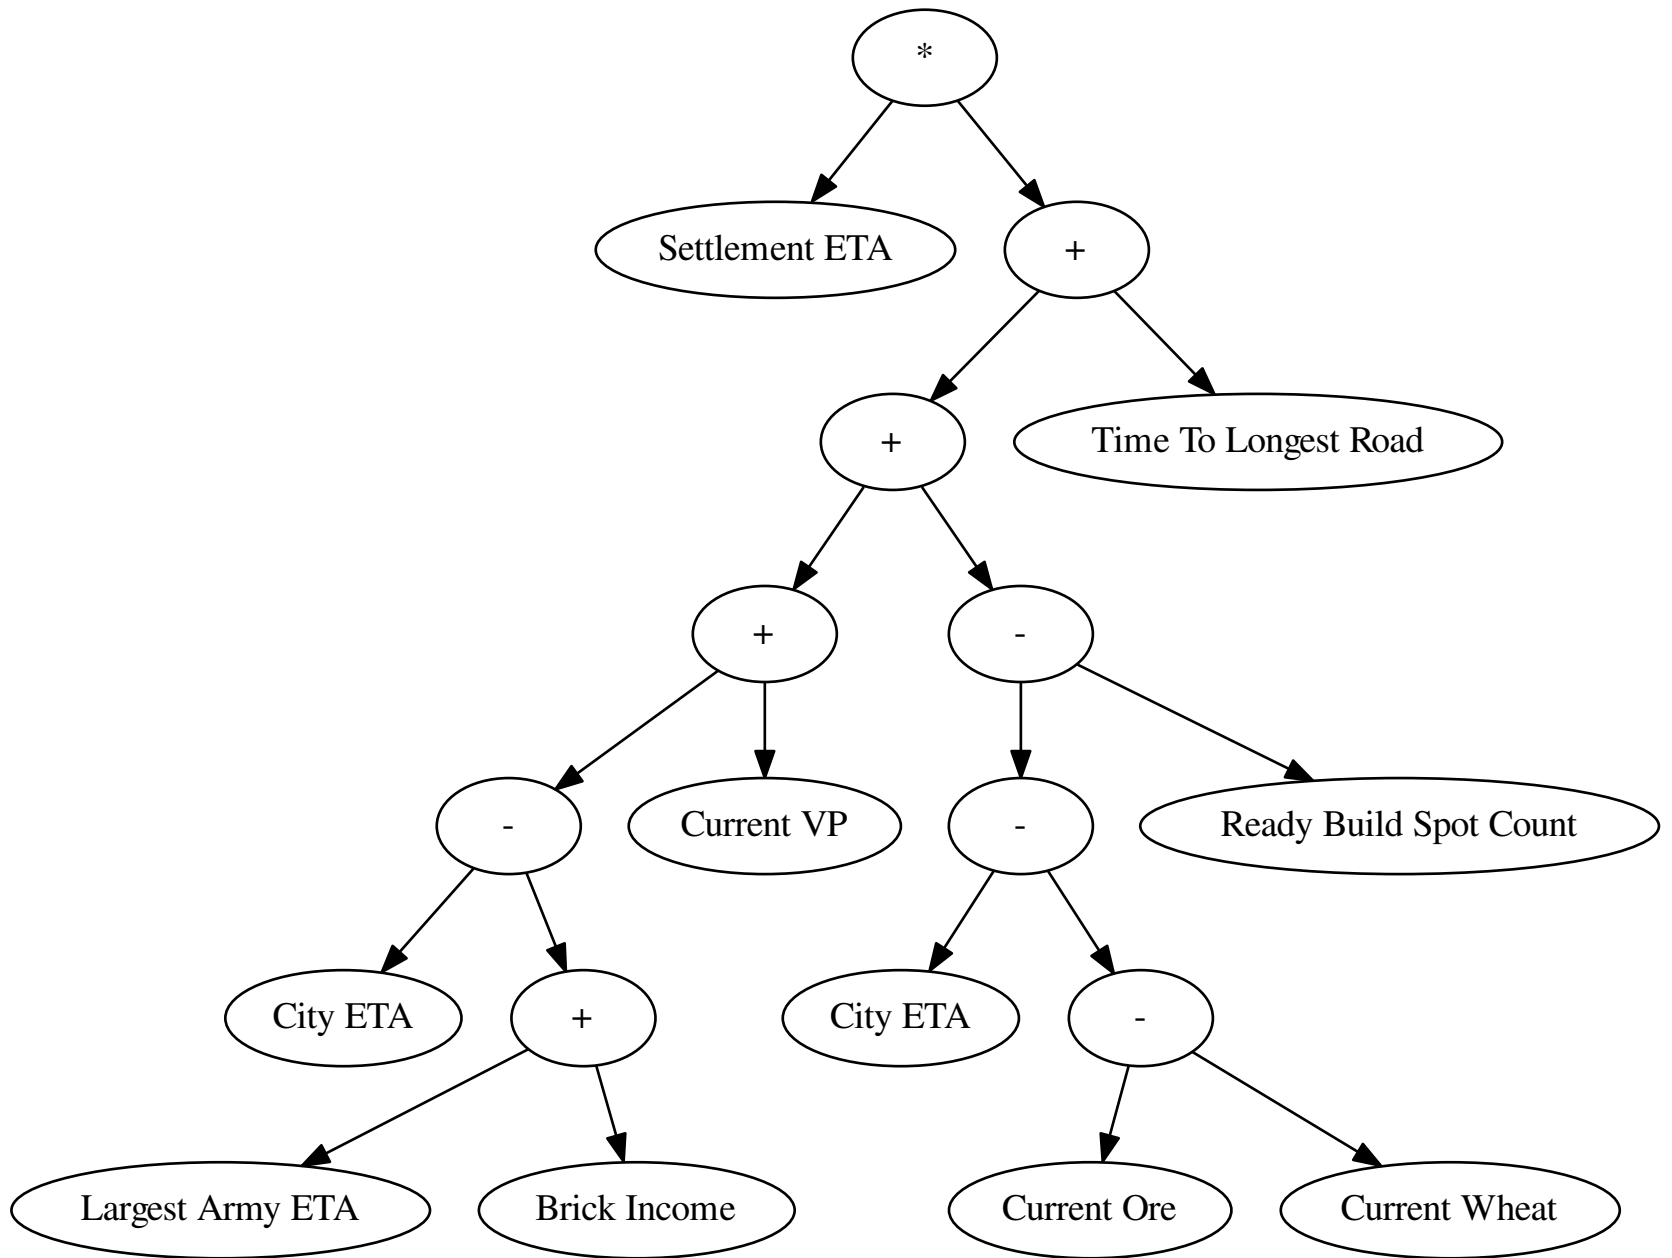 *
Settlement ETA
+
+
Time To Longest Road
+
-
-
Current VP
-
Ready Build Spot Count
City ETA
+
City ETA
-
Largest Army ETA
Brick Income
Current Ore
Current Wheat